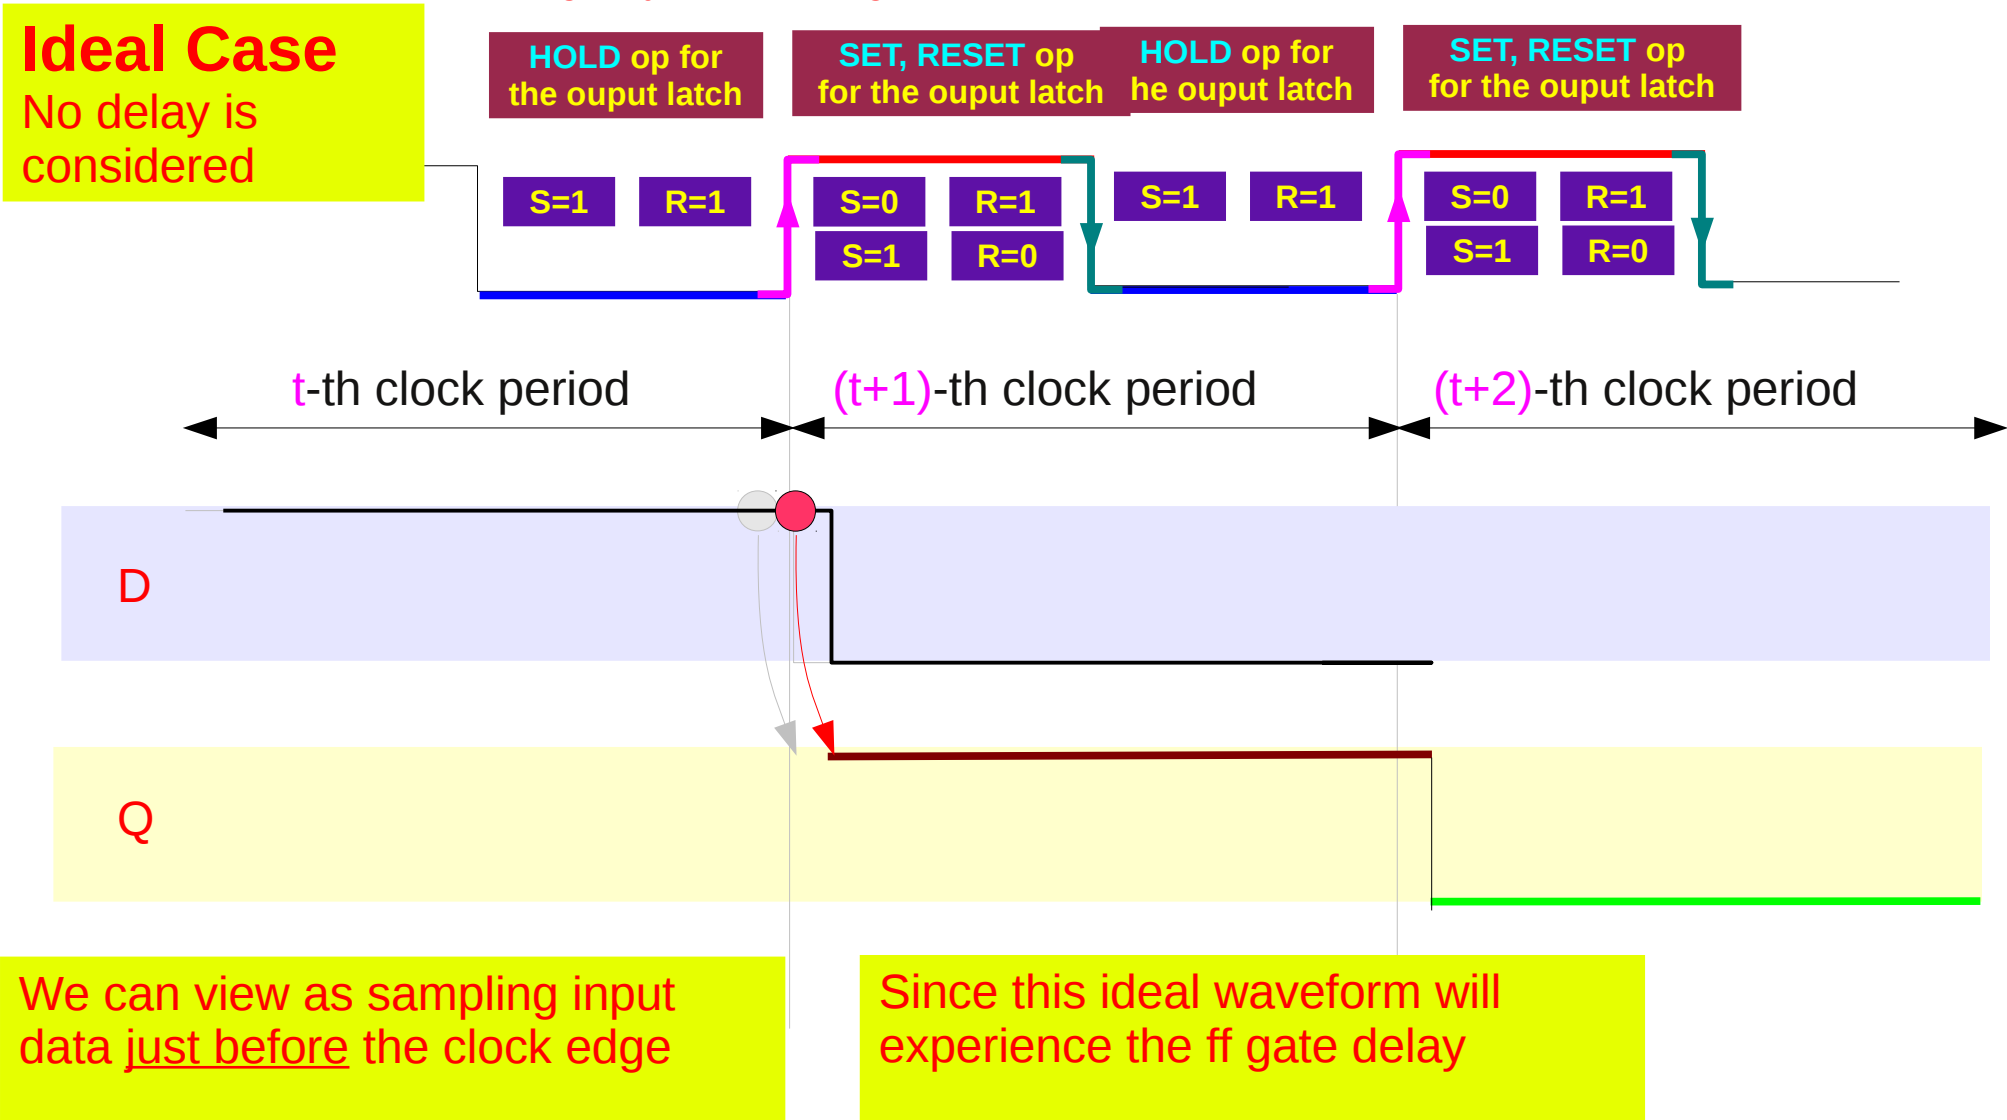 Ideal Case
No delay is
considered
HOLD op for
the ouput latch
SET, RESET op
for the ouput latch
HOLD op for
he ouput latch
SET, RESET op
for the ouput latch
S=1 R=1
S=0 R=1
S=1 R=0
S=1 R=1
S=0 R=1
S=1 R=0
t-th clock period
(t+1)-th clock period
(t+2)-th clock period
D
Q
We can view as sampling input
data just before the clock edge
Since this ideal waveform will
experience the ff gate delay